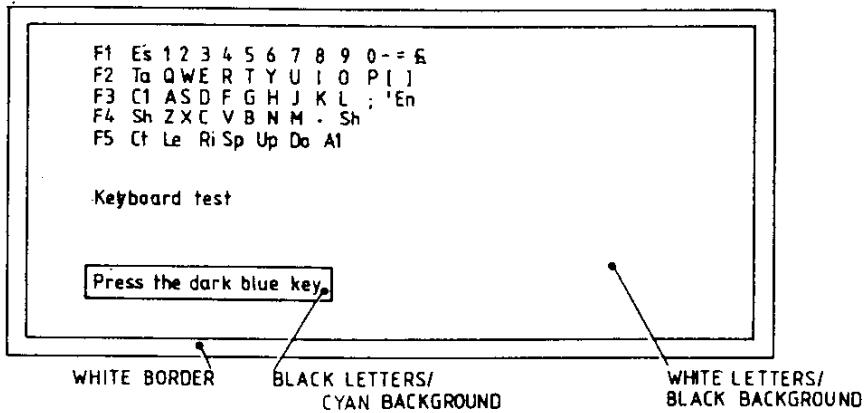 F1 Es 1 2 3 4 5 6 7 8 9 0 - = £
F2 Ta Q W E R T Y U I O P [ ]
F3 C1 A S D F G H J K L ; ' En
F4 Sh Z X C V B N M . Sh
F5 Ct Le Ri Sp Up Do A1
Keyboard test
Press the dark blue key.
WHITE BORDER
BLACK LETTERS/
CYAN BACKGROUND
WHITE LETTERS/
BLACK BACKGROUND